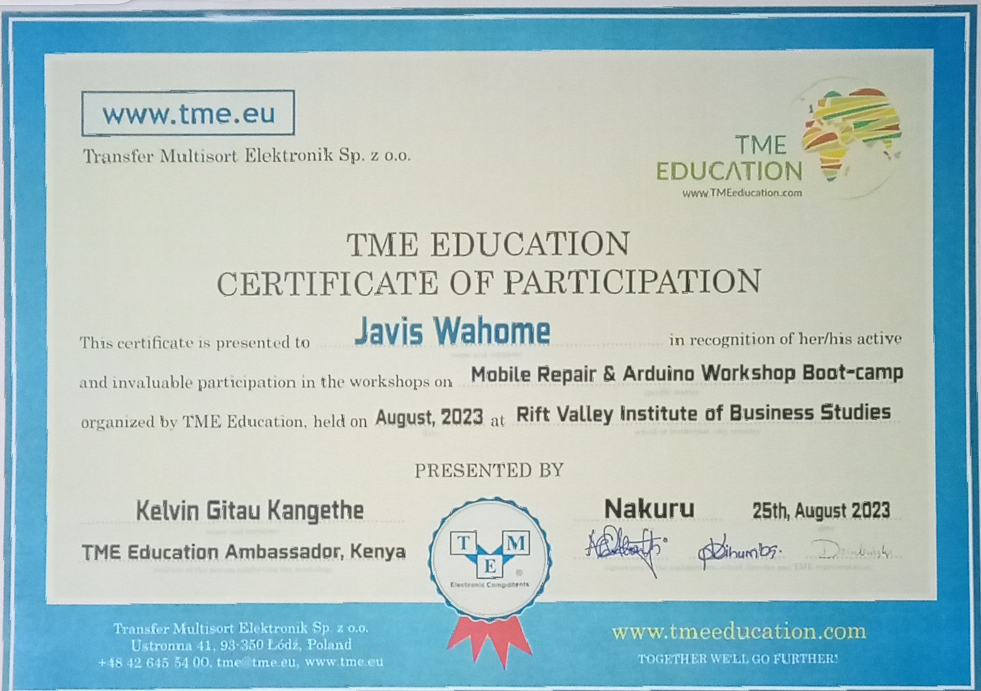 www.tme.eu
Transfer Multisort Elektronik Sp. z o.o.
TME
EDUCATION
www.TMEeducation.com
TME EDUCATION
CERTIFICATE OF PARTICIPATION
This certificate is presented to Javis Wahome in recognition of her/his active
and invaluable participation in the workshops on Mobile Repair & Arduino Workshop Boot-camp
organized by TME Education, held on August, 2023 at Rift Valley Institute of Business Studies
PRESENTED BY
Kelvin Gitau Kangethe Nakuru 25th, August 2023
TME Education Ambassador, Kenya
T M
E ®
Electronic Components
Transfer Multisort Elektronik Sp. z o.o.
Ustronna 41, 93-350 Łódź, Poland
+48 42 645 54 00, tme@tme.eu, www.tme.eu
www.tmeeducation.com
TOGETHER WE'LL GO FURTHER!